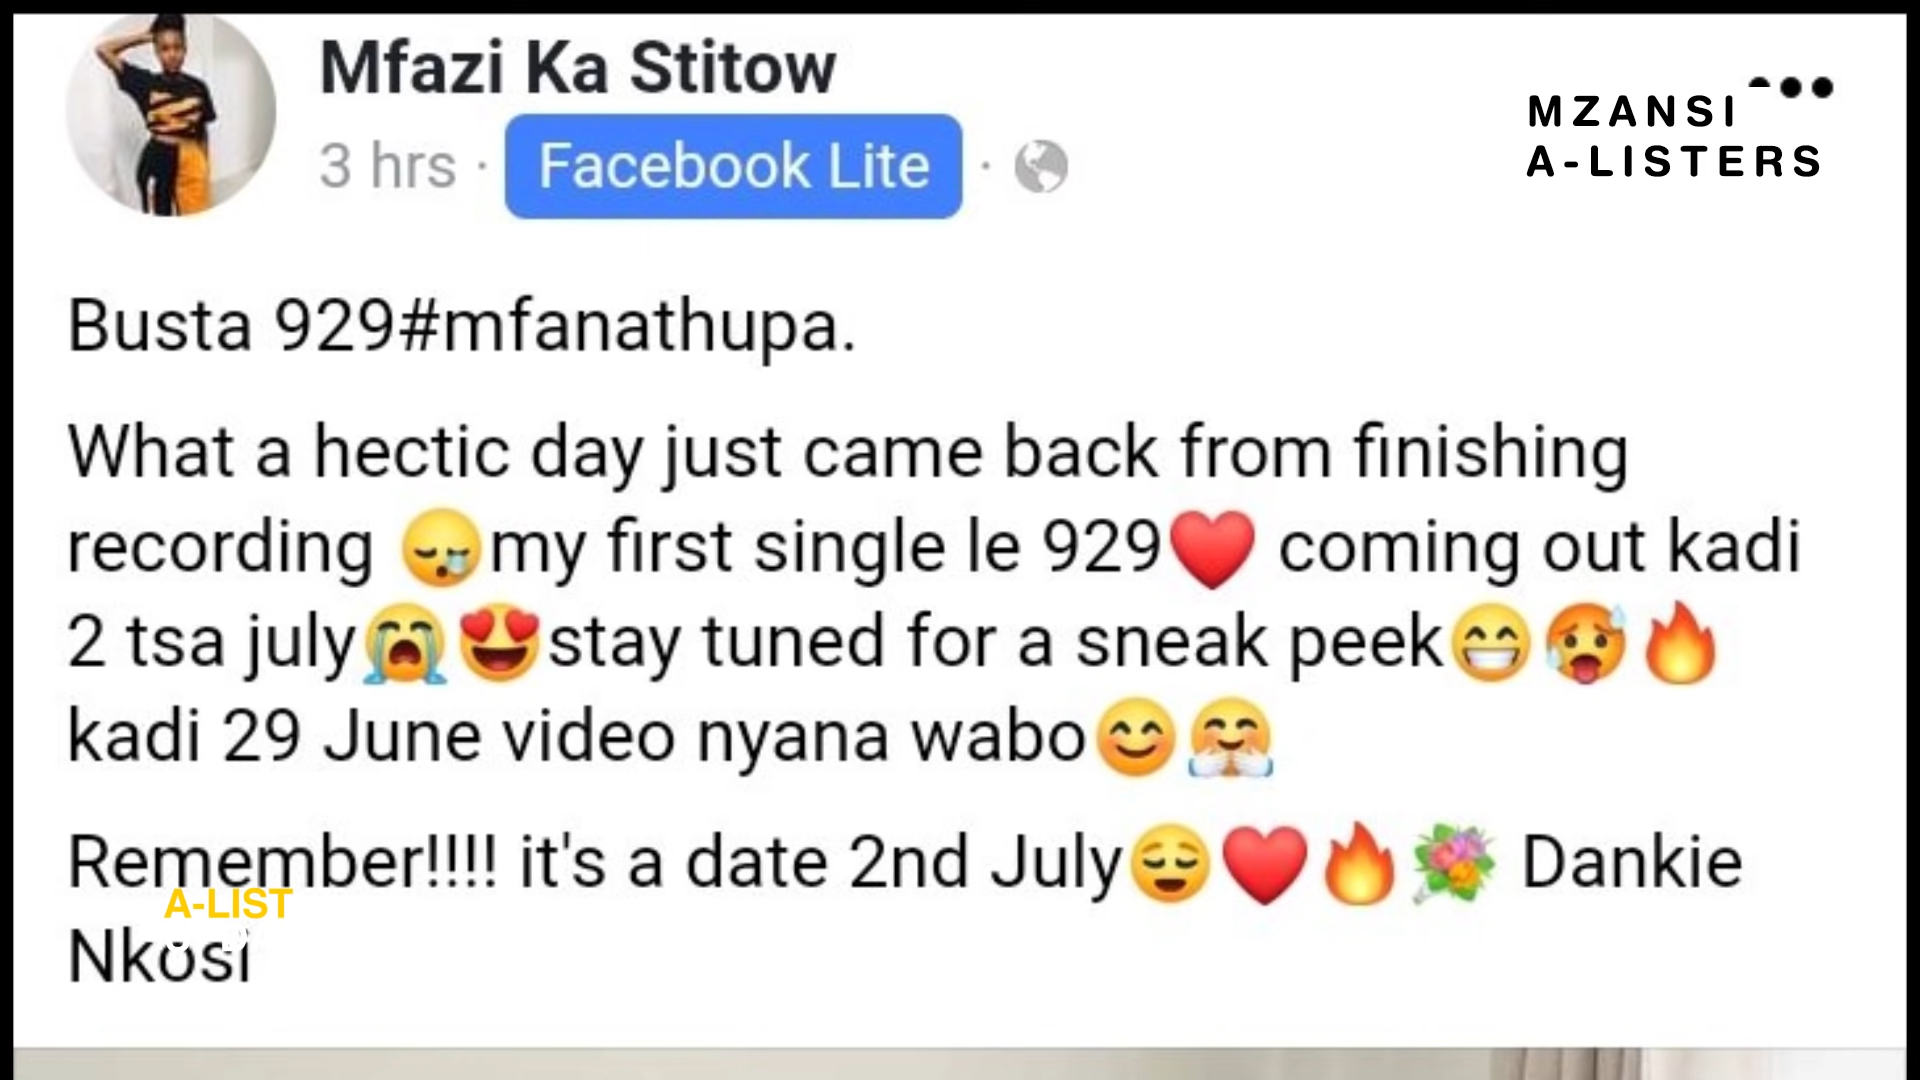 Mfazi Ka Stitow
3 hrs · Facebook Lite ·
MZANSI
A-LISTERS
Busta 929#mfanathupa.
What a hectic day just came back from finishing
recording 😪my first single le 929❤️ coming out kadi
2 tsa july😭😍stay tuned for a sneak peek😁🥵🔥
kadi 29 June video nyana wabo😊🤗
Remember!!!! it's a date 2nd July😌❤️🔥💐 Dankie
A-LIST
Nkosi